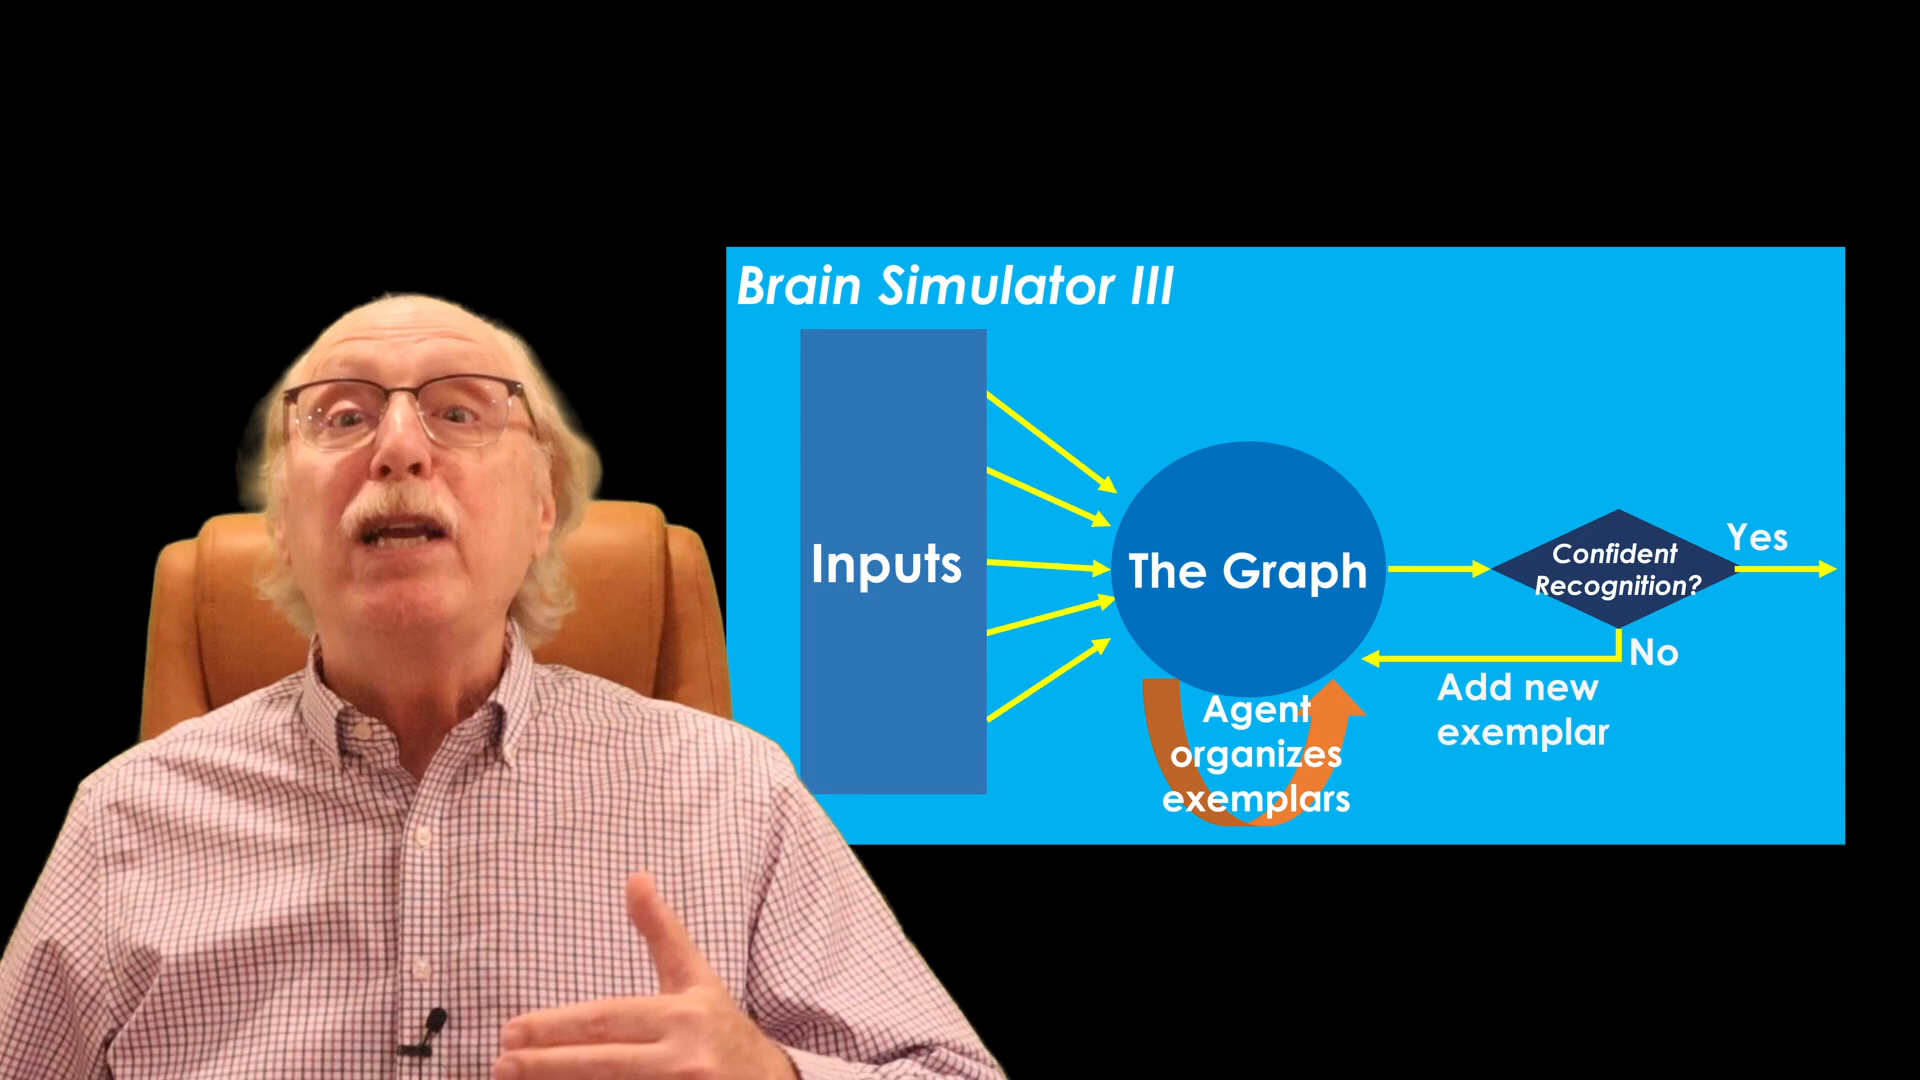 Brain Simulator III
Inputs
The Graph
Confident
Recognition?
Yes
No
Add new
exemplar
Agent
organizes
exemplars